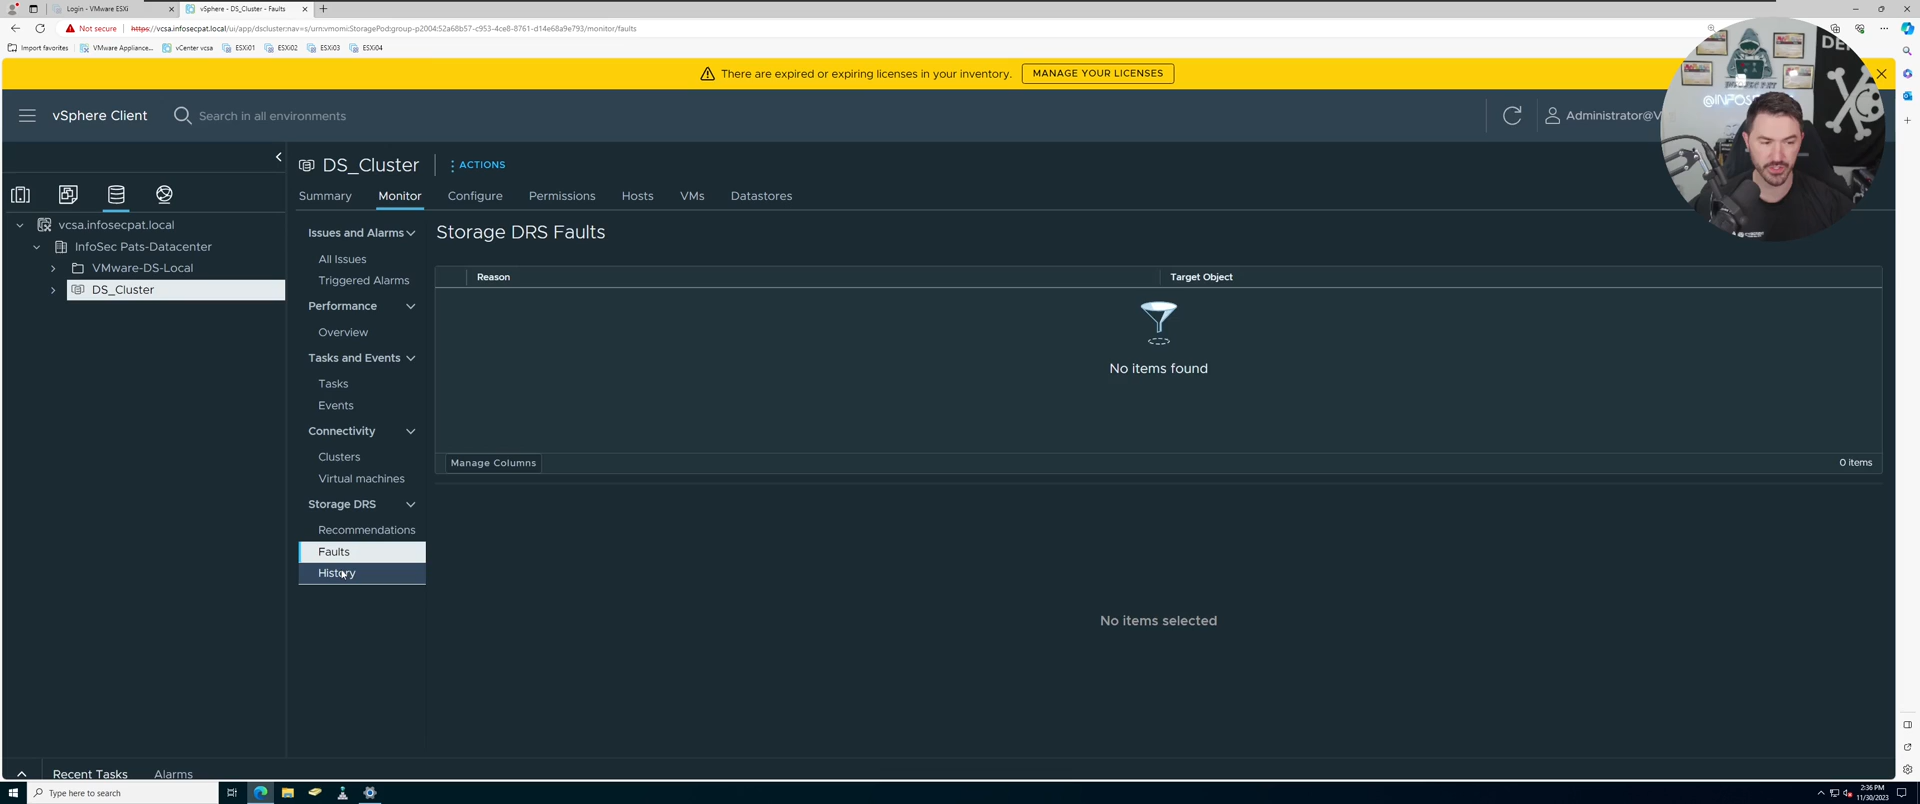 Login - VMware ESXi
vSphere - DS_Cluster - Faults
Not secure
https://vcsa.infosecpat.local/ui/app/dscluster;nav=s/urn:vmomi:StoragePod:group-p2004:52a68b57-c953-4ce8-8761-d14e68a9e793/monitor/faults
Import favorites
VMware Appliance...
vCenter vcsa
ESXi01
ESXi02
ESXi03
ESXi04
There are expired or expiring licenses in your inventory.
MANAGE YOUR LICENSES
vSphere Client
Search in all environments
Administrator@V
DS_Cluster
ACTIONS
Summary
Monitor
Configure
Permissions
Hosts
VMs
Datastores
vcsa.infosecpat.local
InfoSec Pats-Datacenter
VMware-DS-Local
DS_Cluster
Issues and Alarms
All Issues
Triggered Alarms
Performance
Overview
Tasks and Events
Tasks
Events
Connectivity
Clusters
Virtual machines
Storage DRS
Recommendations
Faults
History
Storage DRS Faults
Reason
Target Object
No items found
Manage Columns
0 items
No items selected
Recent Tasks
Alarms
Type here to search
2:36 PM
11/30/2023